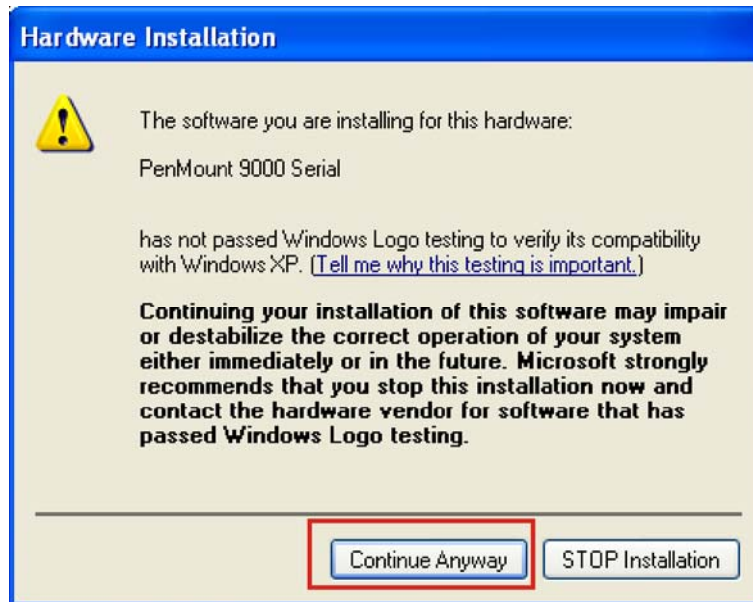 Hardware Installation
The software you are installing for this hardware:
PenMount 9000 Serial
has not passed Windows Logo testing to verify its compatibility
with Windows XP. (Tell me why this testing is important.)
Continuing your installation of this software may impair
or destabilize the correct operation of your system
either immediately or in the future. Microsoft strongly
recommends that you stop this installation now and
contact the hardware vendor for software that has
passed Windows Logo testing.
Continue Anyway
STOP Installation